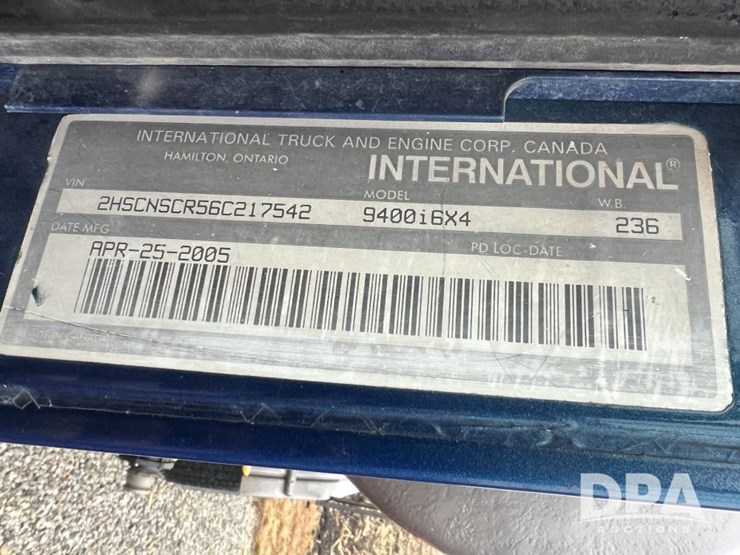 INTERNATIONAL TRUCK AND ENGINE CORP. CANADA
HAMILTON, ONTARIO
INTERNATIONAL®
VIN MODEL W.B.
2HSCNSCR56C217542 9400i6X4 236
DATE MFG PD LOC-DATE
APR-25-2005
DPA
AUCTIONS